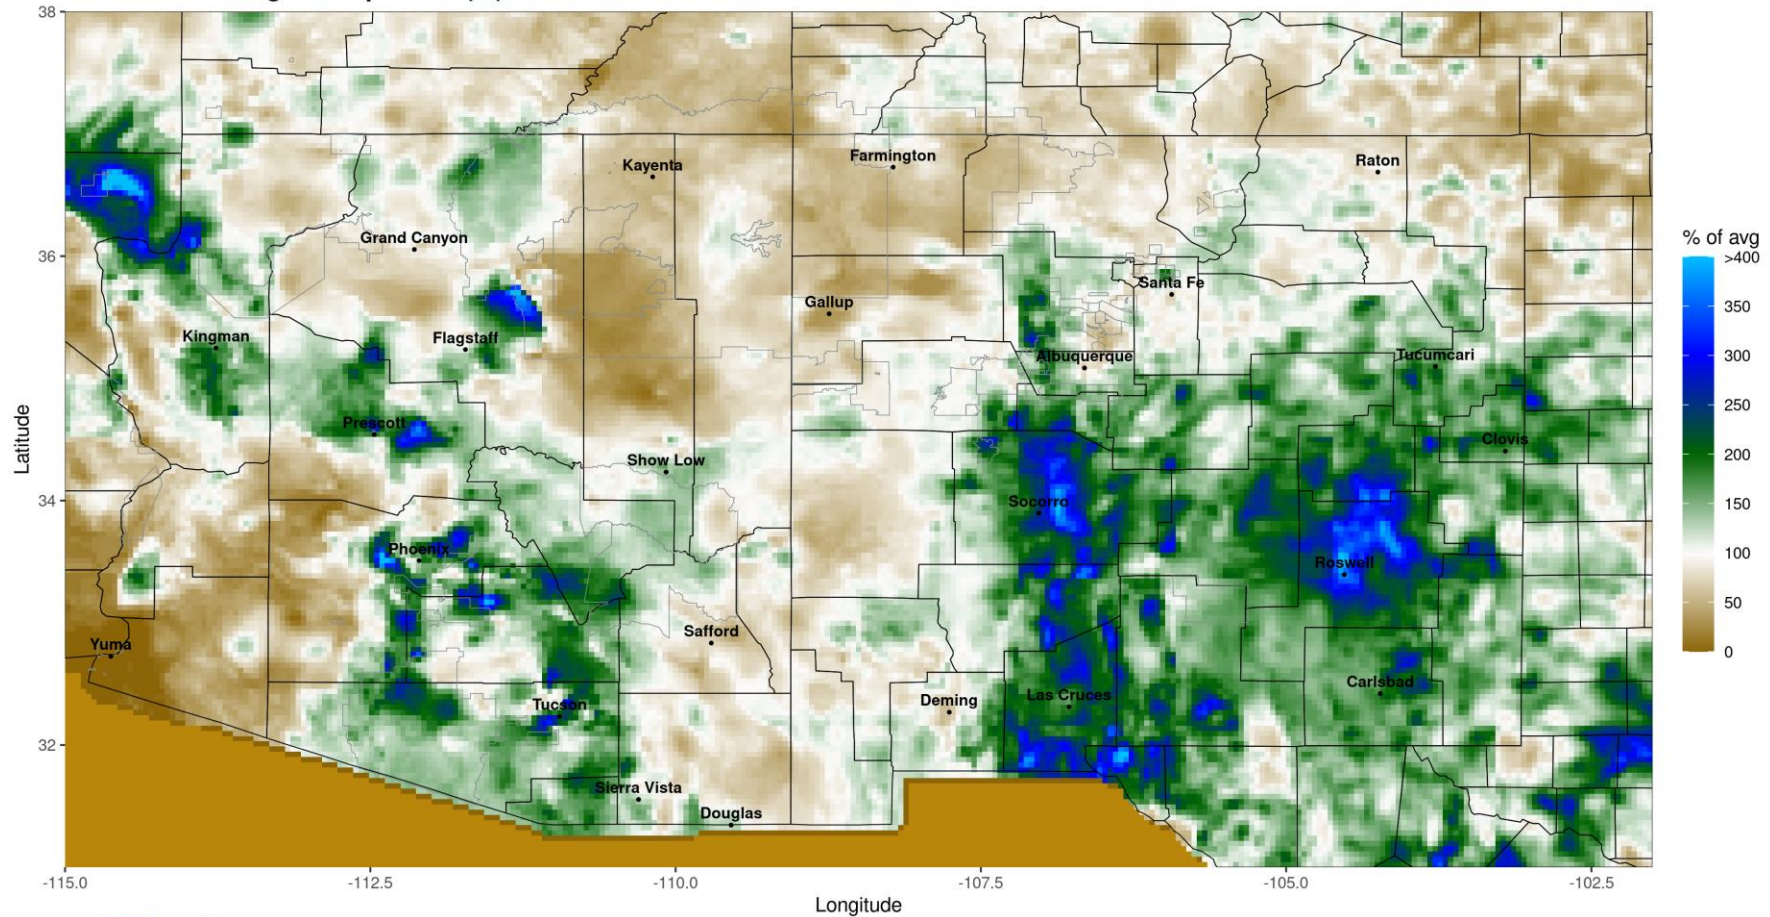 38
Kayenta
Farmington
Raton
Grand Canyon
36
% of avg
>400
350
300
250
200
150
100
50
0
Santa Fe
Gallup
Kingman
Flagstaff
Albuquerque
Tucumcari
Prescott
Clovis
Show Low
Latitude
34
Socorro
Phoenix
Roswell
Safford
Yuma
Carlsbad
Deming
Las Cruces
Tucson
32
Sierra Vista
Douglas
-115.0
-112.5
-110.0
-107.5
-105.0
-102.5
Longitude